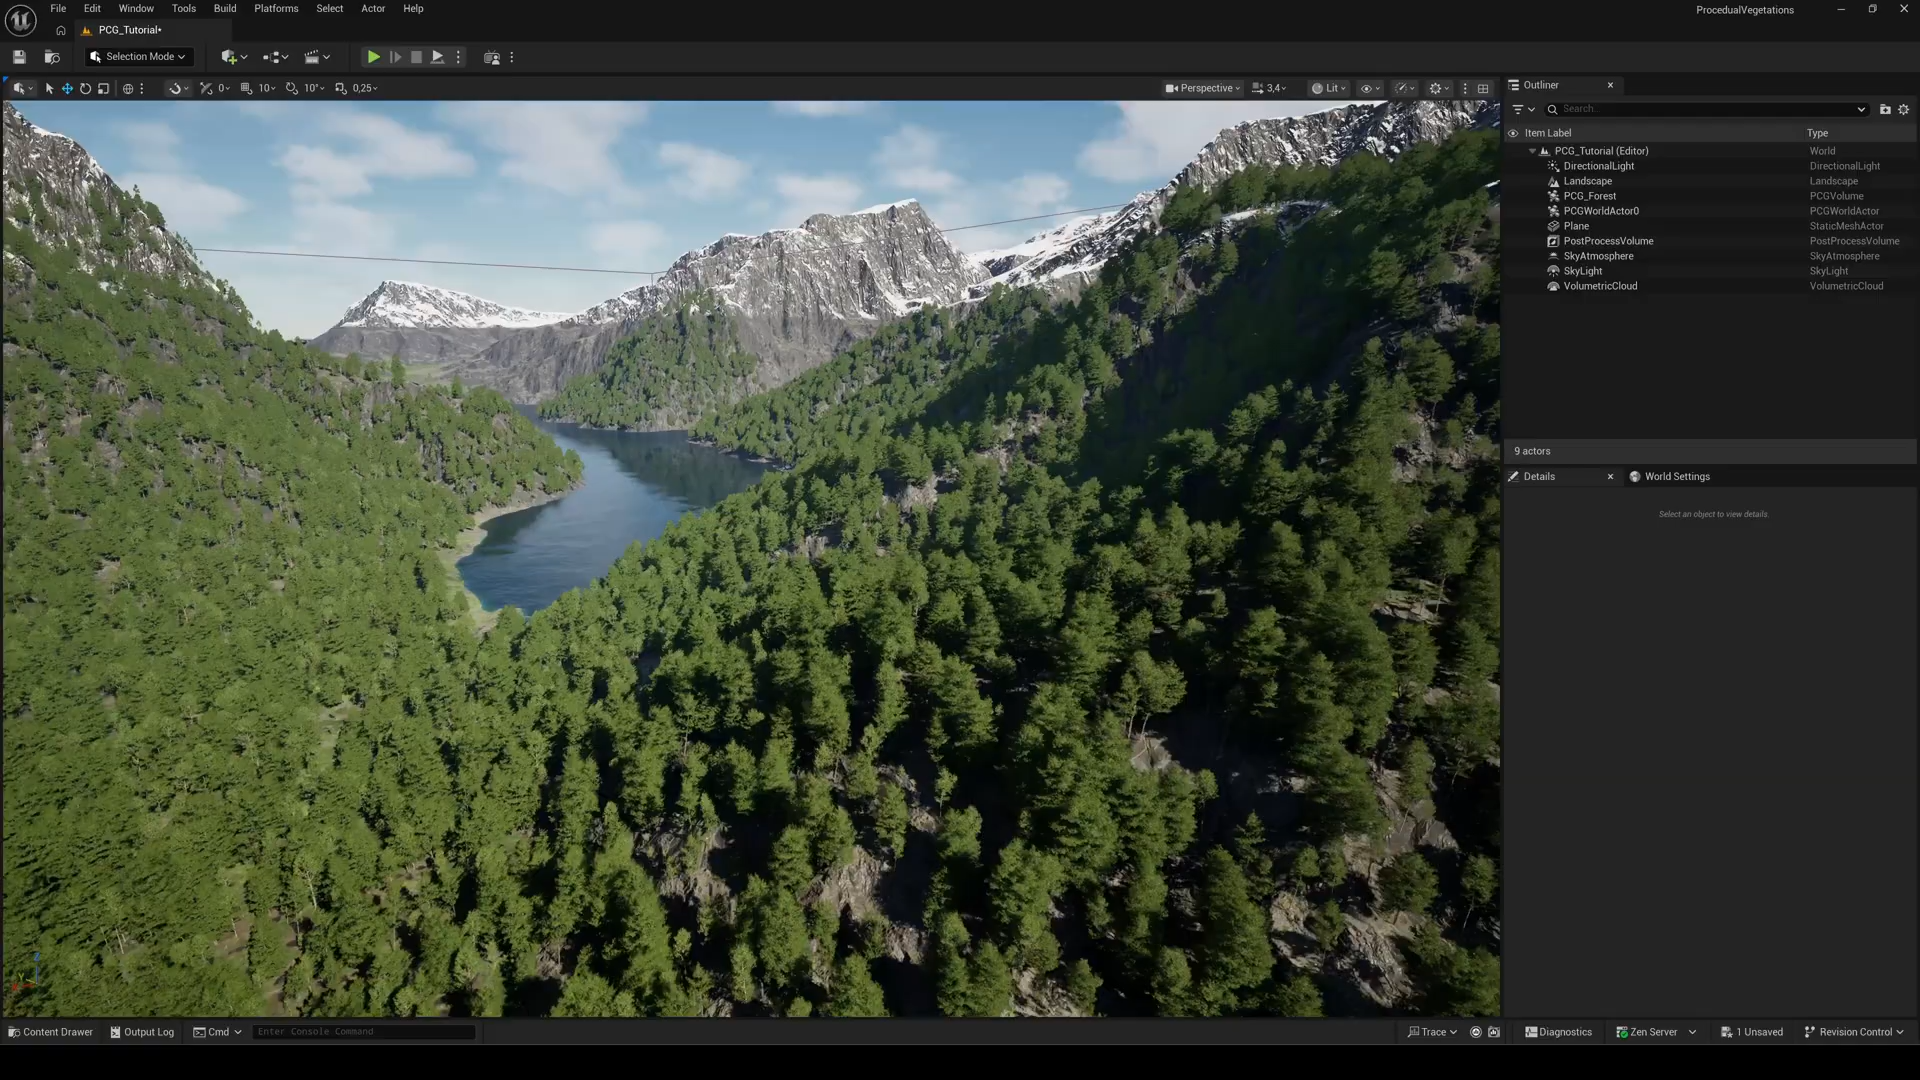 File Edit Window Tools Build Platforms Select Actor Help
ProcedualVegetations
PCG_Tutorial*
Selection Mode
0 10 10° 0,25
Perspective 3,4 Lit
Outliner
Search...
Item Label Type
PCG_Tutorial (Editor) World
DirectionalLight DirectionalLight
Landscape Landscape
PCG_Forest PCGVolume
PCGWorldActor0 PCGWorldActor
Plane StaticMeshActor
PostProcessVolume PostProcessVolume
SkyAtmosphere SkyAtmosphere
SkyLight SkyLight
VolumetricCloud VolumetricCloud
9 actors
Details World Settings
Select an object to view details.
Content Drawer Output Log Cmd Enter Console Command
Trace Diagnostics Zen Server 1 Unsaved Revision Control